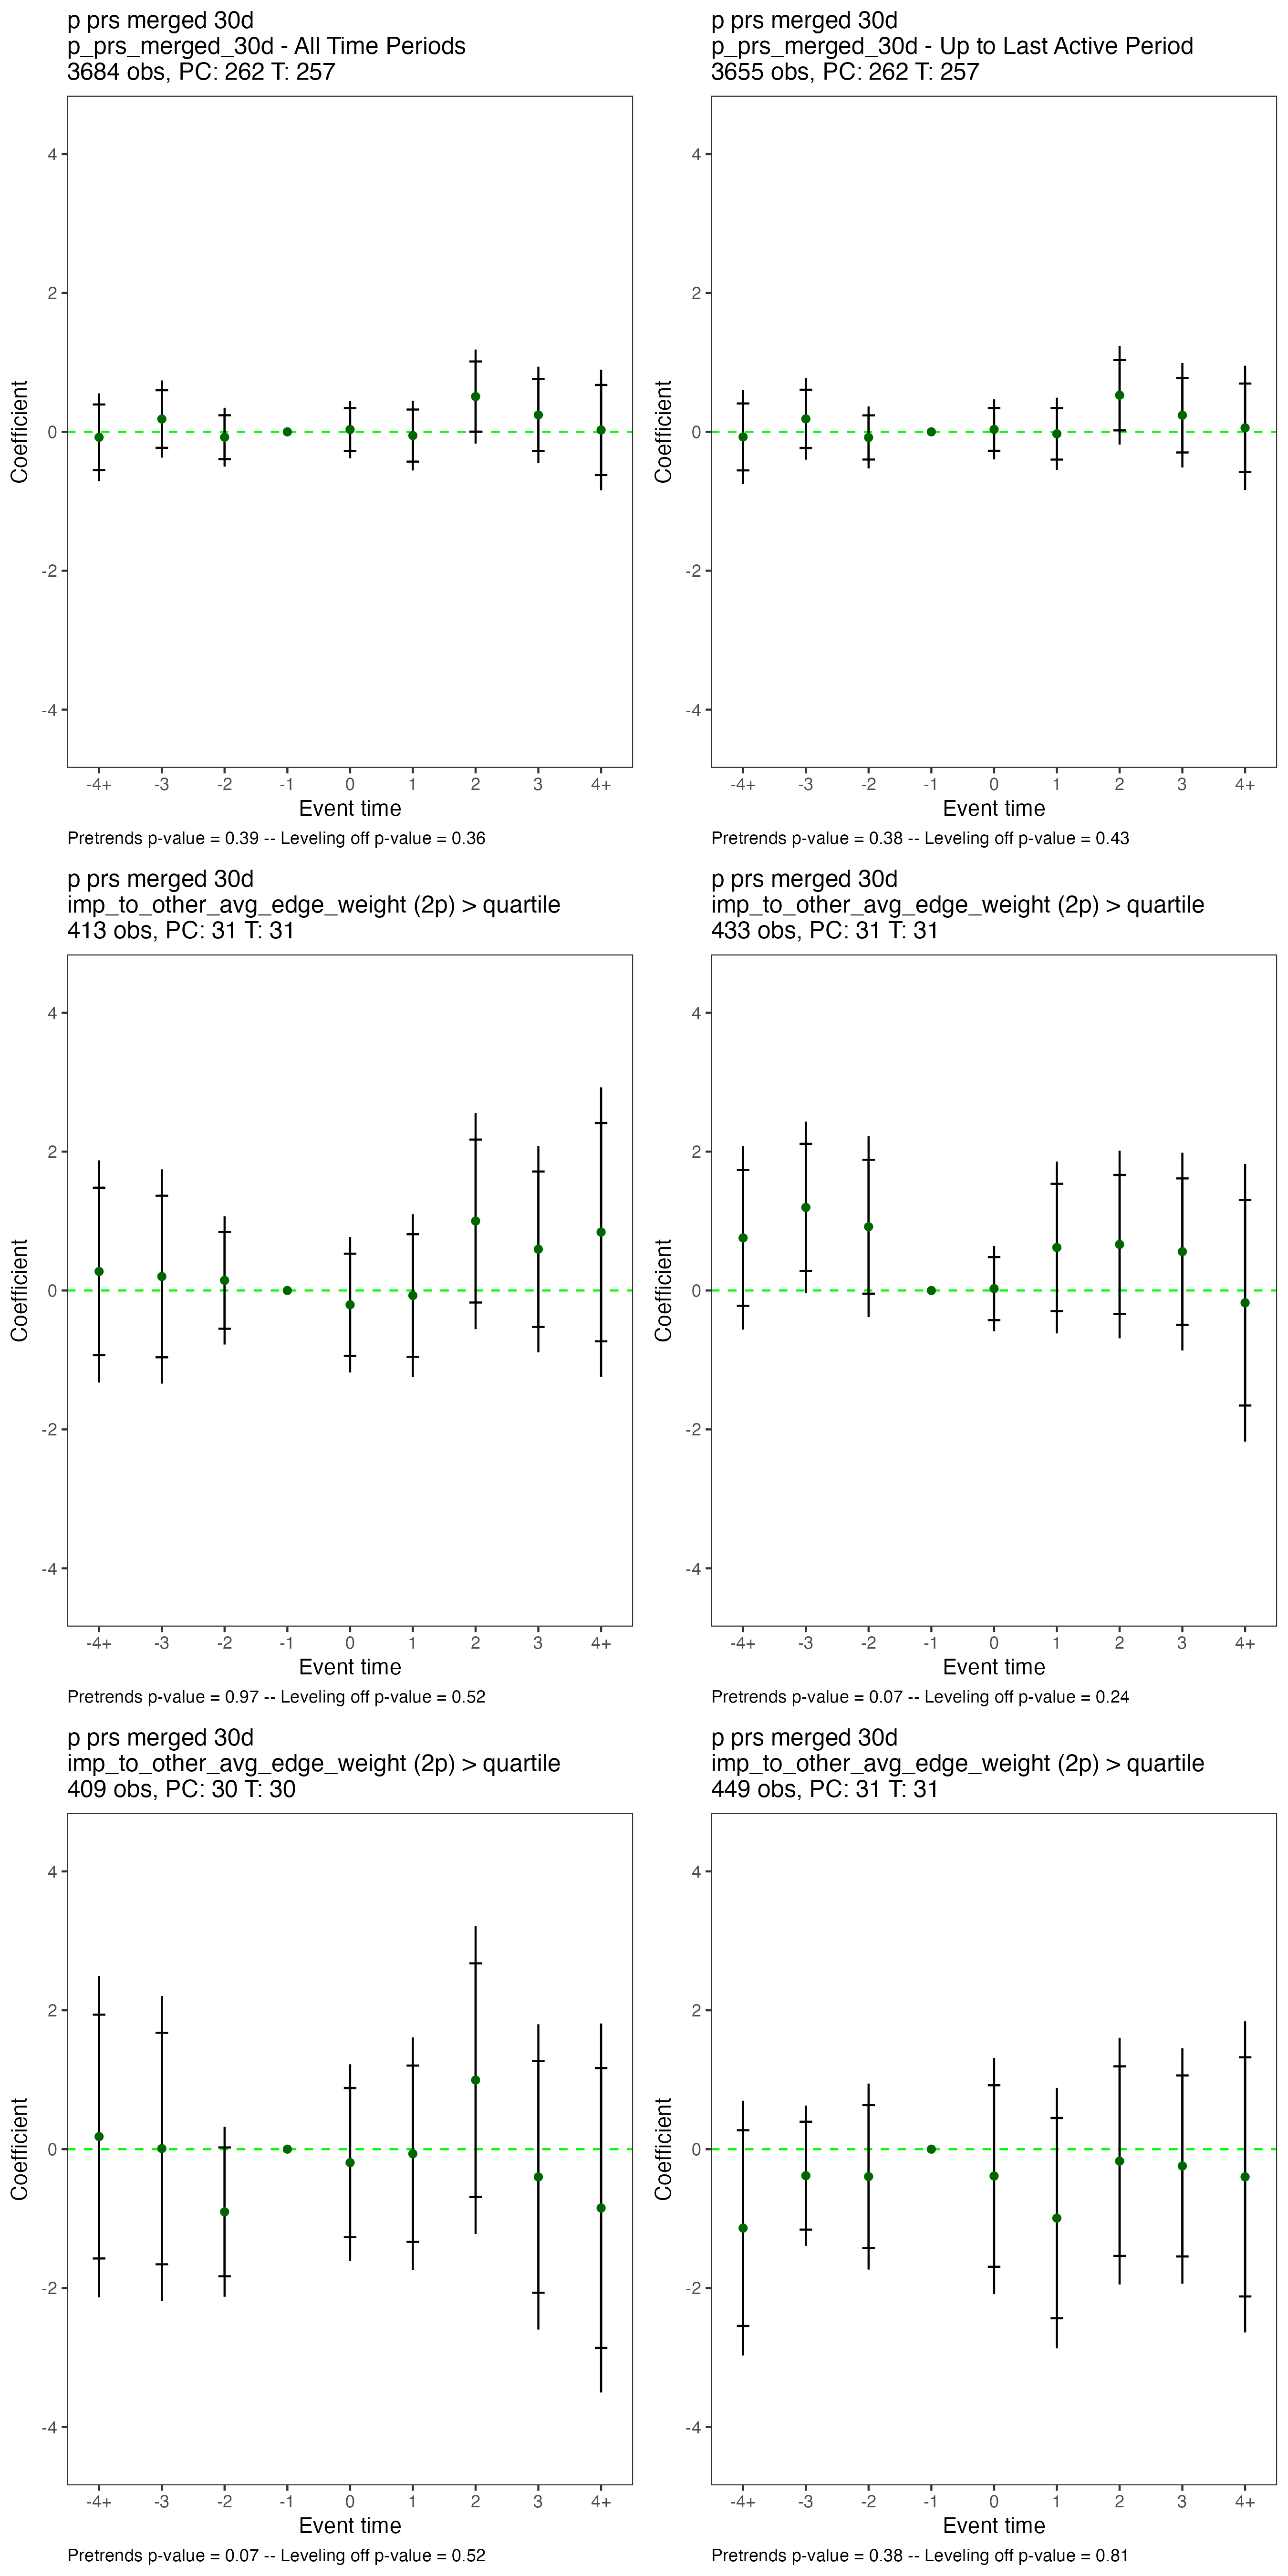 p prs merged 30d
p_prs_merged_30d - All Time Periods
3684 obs, PC: 262 T: 257
4
2
0
-2
-4
Coefficient
-4+ -3 -2 -1 0 1 2 3 4+
Event time
Pretrends p-value = 0.39 -- Leveling off p-value = 0.36
p prs merged 30d
p_prs_merged_30d - Up to Last Active Period
3655 obs, PC: 262 T: 257
4
2
0
-2
-4
Coefficient
-4+ -3 -2 -1 0 1 2 3 4+
Event time
Pretrends p-value = 0.38 -- Leveling off p-value = 0.43
p prs merged 30d
imp_to_other_avg_edge_weight (2p) > quartile
413 obs, PC: 31 T: 31
4
2
0
-2
-4
Coefficient
-4+ -3 -2 -1 0 1 2 3 4+
Event time
Pretrends p-value = 0.97 -- Leveling off p-value = 0.52
p prs merged 30d
imp_to_other_avg_edge_weight (2p) > quartile
433 obs, PC: 31 T: 31
4
2
0
-2
-4
Coefficient
-4+ -3 -2 -1 0 1 2 3 4+
Event time
Pretrends p-value = 0.07 -- Leveling off p-value = 0.24
p prs merged 30d
imp_to_other_avg_edge_weight (2p) > quartile
409 obs, PC: 30 T: 30
4
2
0
-2
-4
Coefficient
-4+ -3 -2 -1 0 1 2 3 4+
Event time
Pretrends p-value = 0.07 -- Leveling off p-value = 0.52
p prs merged 30d
imp_to_other_avg_edge_weight (2p) > quartile
449 obs, PC: 31 T: 31
4
2
0
-2
-4
Coefficient
-4+ -3 -2 -1 0 1 2 3 4+
Event time
Pretrends p-value = 0.38 -- Leveling off p-value = 0.81